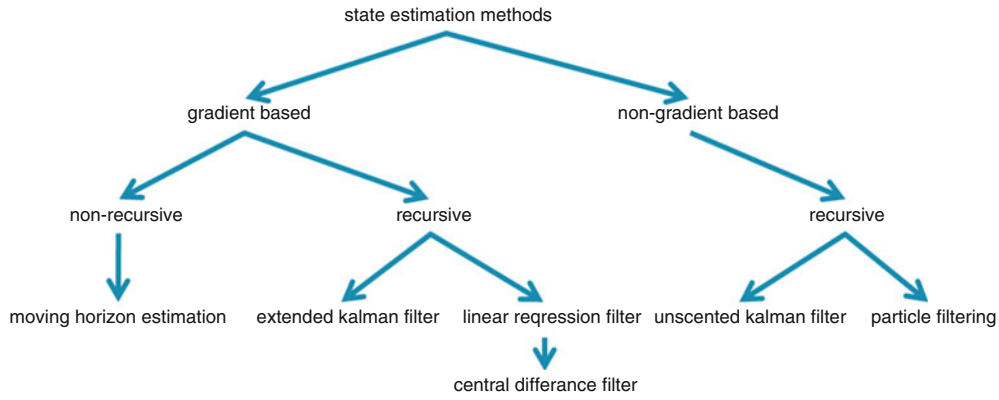 state estimation methods
gradient based
non-gradient based
non-recursive
recursive
recursive
moving horizon estimation
extended kalman filter
linear reqression filter
unscented kalman filter
particle filtering
central differance filter